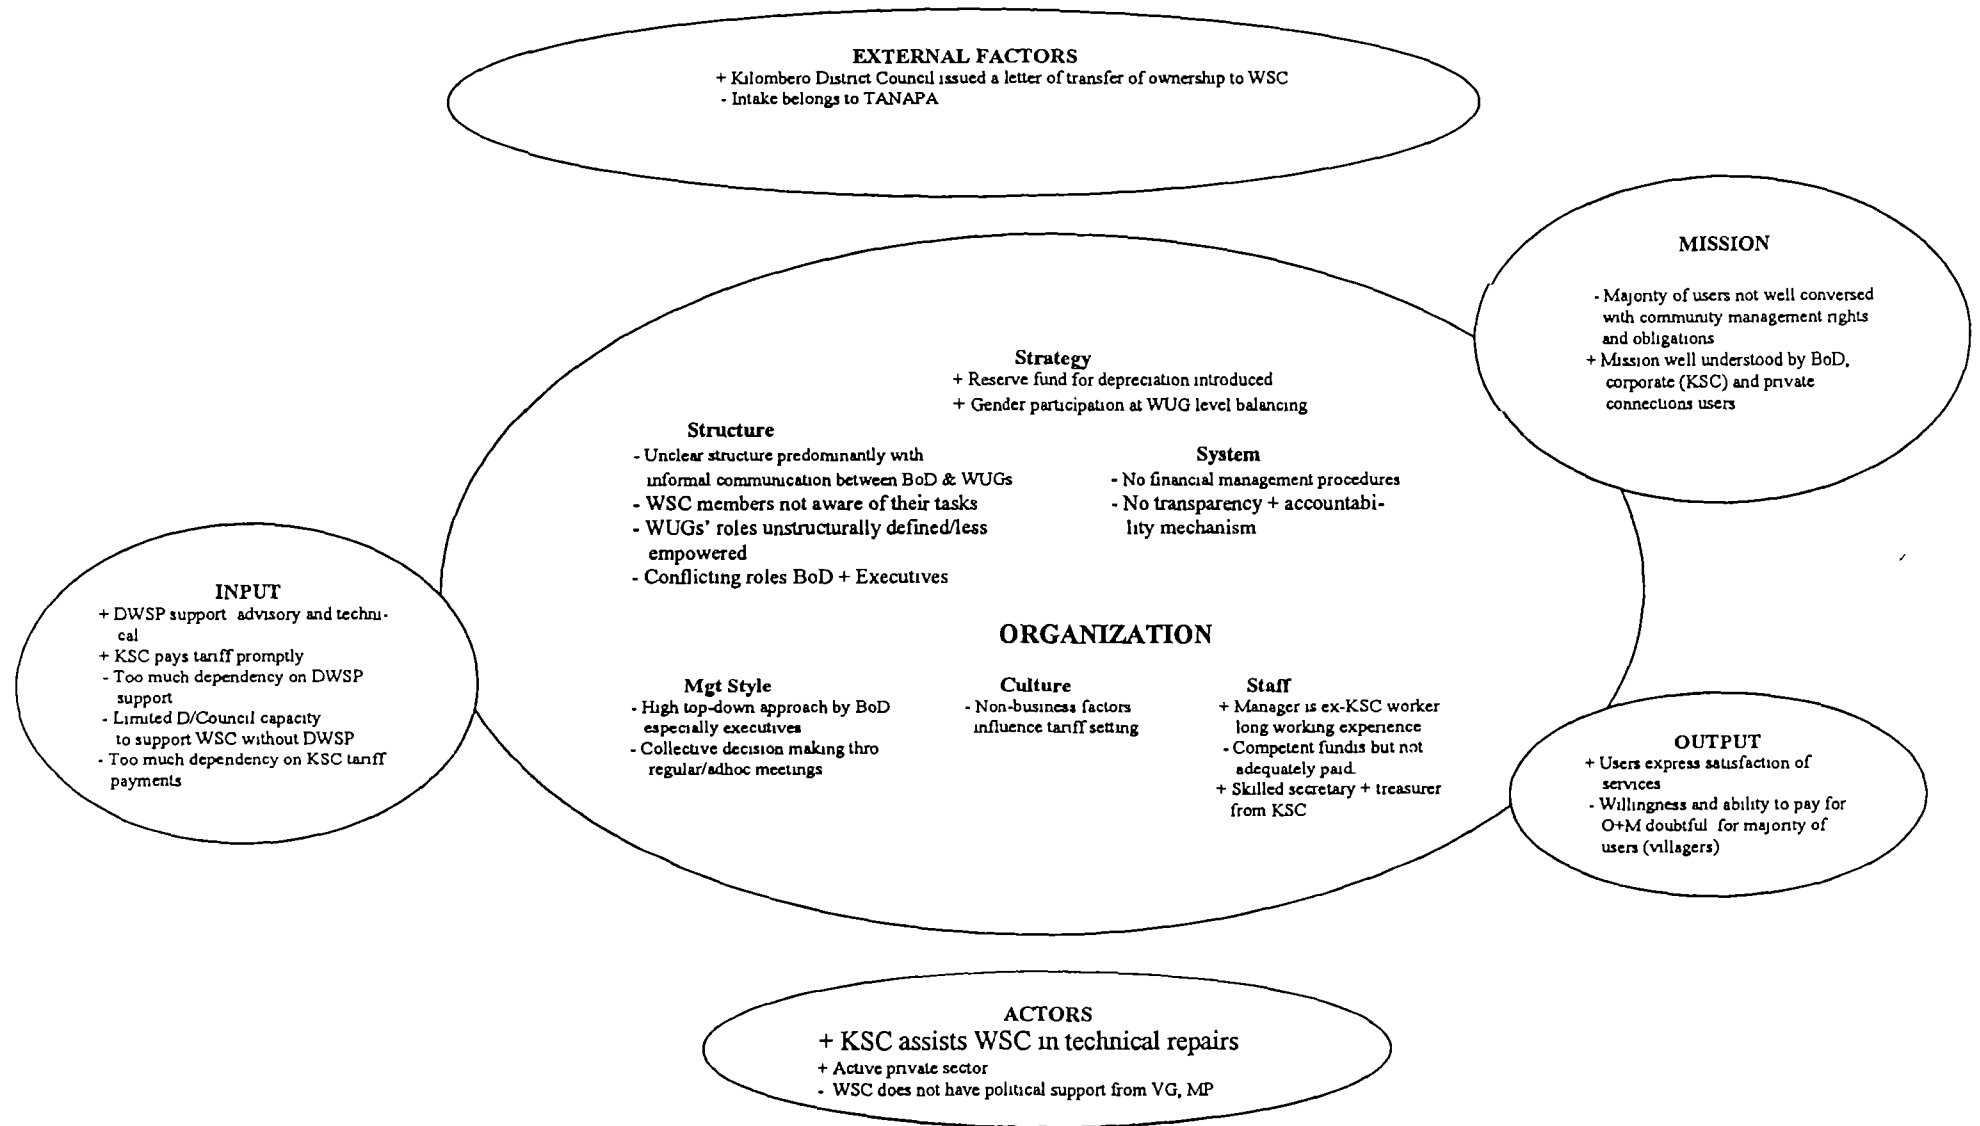 EXTERNAL FACTORS
+ Kilombero District Council issued a letter of transfer of ownership to WSC
- Intake belongs to TANAPA
MISSION
- Majority of users not well conversed
with community management rights
and obligations
+ Mission well understood by BoD,
corporate (KSC) and private
connections users
Strategy
+ Reserve fund for depreciation introduced
+ Gender participation at WUG level balancing
Structure
- Unclear structure predominantly with
informal communication between BoD & WUGs
- WSC members not aware of their tasks
- WUGs' roles unstructurally defined/less
empowered
- Conflicting roles BoD + Executives
System
- No financial management procedures
- No transparency + accountabi-
lity mechanism
INPUT
+ DWSP support advisory and techni-
cal
+ KSC pays tariff promptly
- Too much dependency on DWSP
support
- Limited D/Council capacity
to support WSC without DWSP
- Too much dependency on KSC tariff
payments
ORGANIZATION
Mgt Style
- High top-down approach by BoD
especially executives
- Collective decision making thro
regular/adhoc meetings
Culture
- Non-business factors
influence tariff setting
Staff
+ Manager is ex-KSC worker
long working experience
- Competent fundis but not
adequately paid.
+ Skilled secretary + treasurer
from KSC
OUTPUT
+ Users express satisfaction of
services
- Willingness and ability to pay for
O+M doubtful for majority of
users (villagers)
ACTORS
+ KSC assists WSC in technical repairs
+ Active private sector
- WSC does not have political support from VG, MP